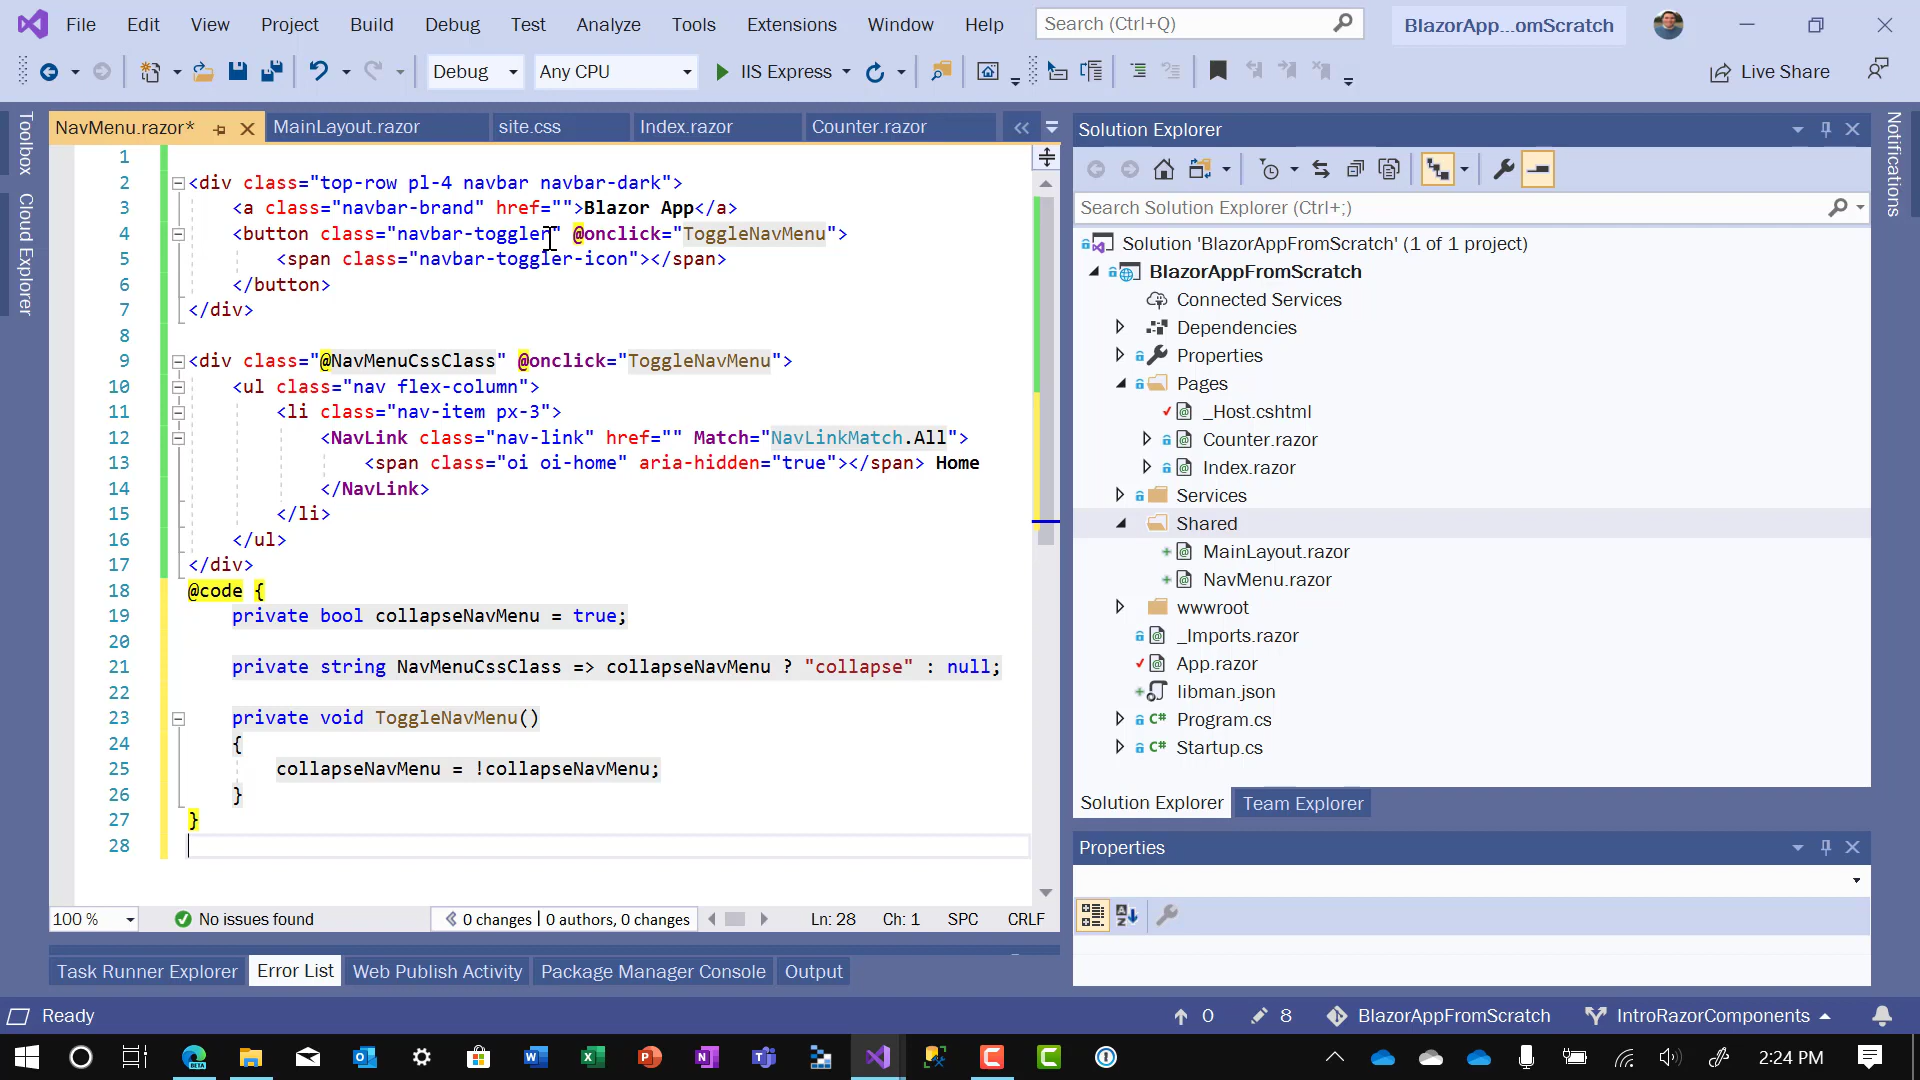 File Edit View Project Build Debug Test Analyze Tools Extensions Window Help Search (Ctrl+Q) BlazorApp...omScratch
Debug Any CPU IIS Express Live Share
Toolbox
Cloud Explorer
Notifications
NavMenu.razor* MainLayout.razor site.css Index.razor Counter.razor
1
2 <div class="top-row pl-4 navbar navbar-dark">
3 <a class="navbar-brand" href="">Blazor App</a>
4 <button class="navbar-toggler" @onclick="ToggleNavMenu">
5 <span class="navbar-toggler-icon"></span>
6 </button>
7 </div>
8
9 <div class="@NavMenuCssClass" @onclick="ToggleNavMenu">
10 <ul class="nav flex-column">
11 <li class="nav-item px-3">
12 <NavLink class="nav-link" href="" Match="NavLinkMatch.All">
13 <span class="oi oi-home" aria-hidden="true"></span> Home
14 </NavLink>
15 </li>
16 </ul>
17 </div>
18 @code {
19 private bool collapseNavMenu = true;
20
21 private string NavMenuCssClass => collapseNavMenu ? "collapse" : null;
22
23 private void ToggleNavMenu()
24 {
25 collapseNavMenu = !collapseNavMenu;
26 }
27 }
28
100 % No issues found 0 changes | 0 authors, 0 changes Ln: 28 Ch: 1 SPC CRLF
Task Runner Explorer Error List Web Publish Activity Package Manager Console Output
Solution Explorer
Search Solution Explorer (Ctrl+;)
Solution 'BlazorAppFromScratch' (1 of 1 project)
BlazorAppFromScratch
Connected Services
Dependencies
Properties
Pages
_Host.cshtml
Counter.razor
Index.razor
Services
Shared
MainLayout.razor
NavMenu.razor
wwwroot
_Imports.razor
App.razor
libman.json
C# Program.cs
C# Startup.cs
Solution Explorer Team Explorer
Properties
Ready 0 8 BlazorAppFromScratch IntroRazorComponents
2:24 PM